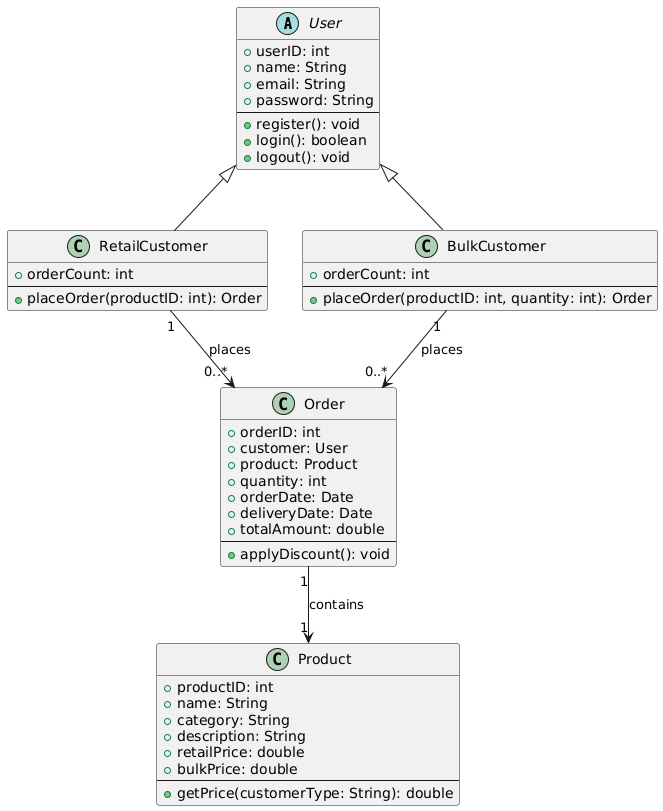 A User
userID: int
name: String
email: String
password: String
register(): void
login(): boolean
logout(): void
C RetailCustomer
orderCount: int
placeOrder(productID: int): Order
C BulkCustomer
orderCount: int
placeOrder(productID: int, quantity: int): Order
1
places
0..*
1
places
0..*
C Order
orderID: int
customer: User
product: Product
quantity: int
orderDate: Date
deliveryDate: Date
totalAmount: double
applyDiscount(): void
1
contains
1
C Product
productID: int
name: String
category: String
description: String
retailPrice: double
bulkPrice: double
getPrice(customerType: String): double